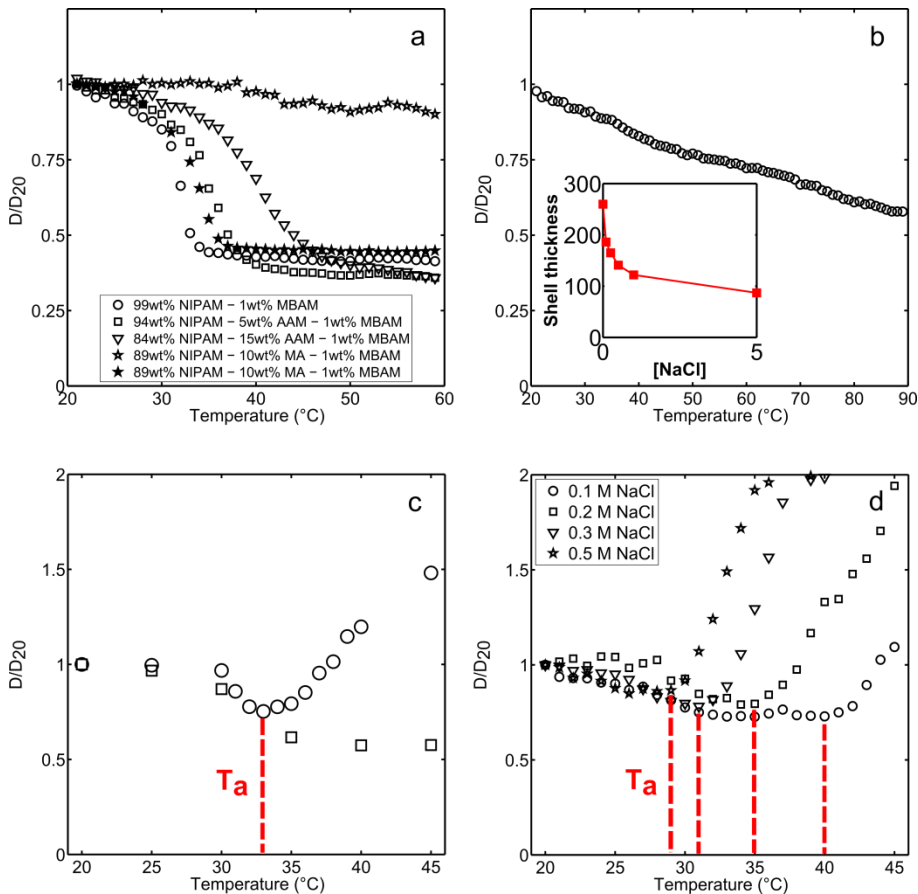 a
D/D20
1
0.75
0.5
0.25
0
20 30 40 50 60
Temperature (°C)
99wt% NIPAM − 1wt% MBAM
94wt% NIPAM − 5wt% AAM − 1wt% MBAM
84wt% NIPAM − 15wt% AAM − 1wt% MBAM
89wt% NIPAM − 10wt% MA − 1wt% MBAM
89wt% NIPAM − 10wt% MA − 1wt% MBAM
b
D/D20
1
0.75
0.5
0.25
0
20 30 40 50 60 70 80 90
Temperature (°C)
Shell thickness
300
200
100
0
0 5
[NaCl]
c
D/D20
2
1.5
1
0.5
0
20 25 30 35 40 45
Temperature (°C)
Ta
d
D/D20
2
1.5
1
0.5
0
20 25 30 35 40 45
Temperature (°C)
0.1 M NaCl
0.2 M NaCl
0.3 M NaCl
0.5 M NaCl
Ta